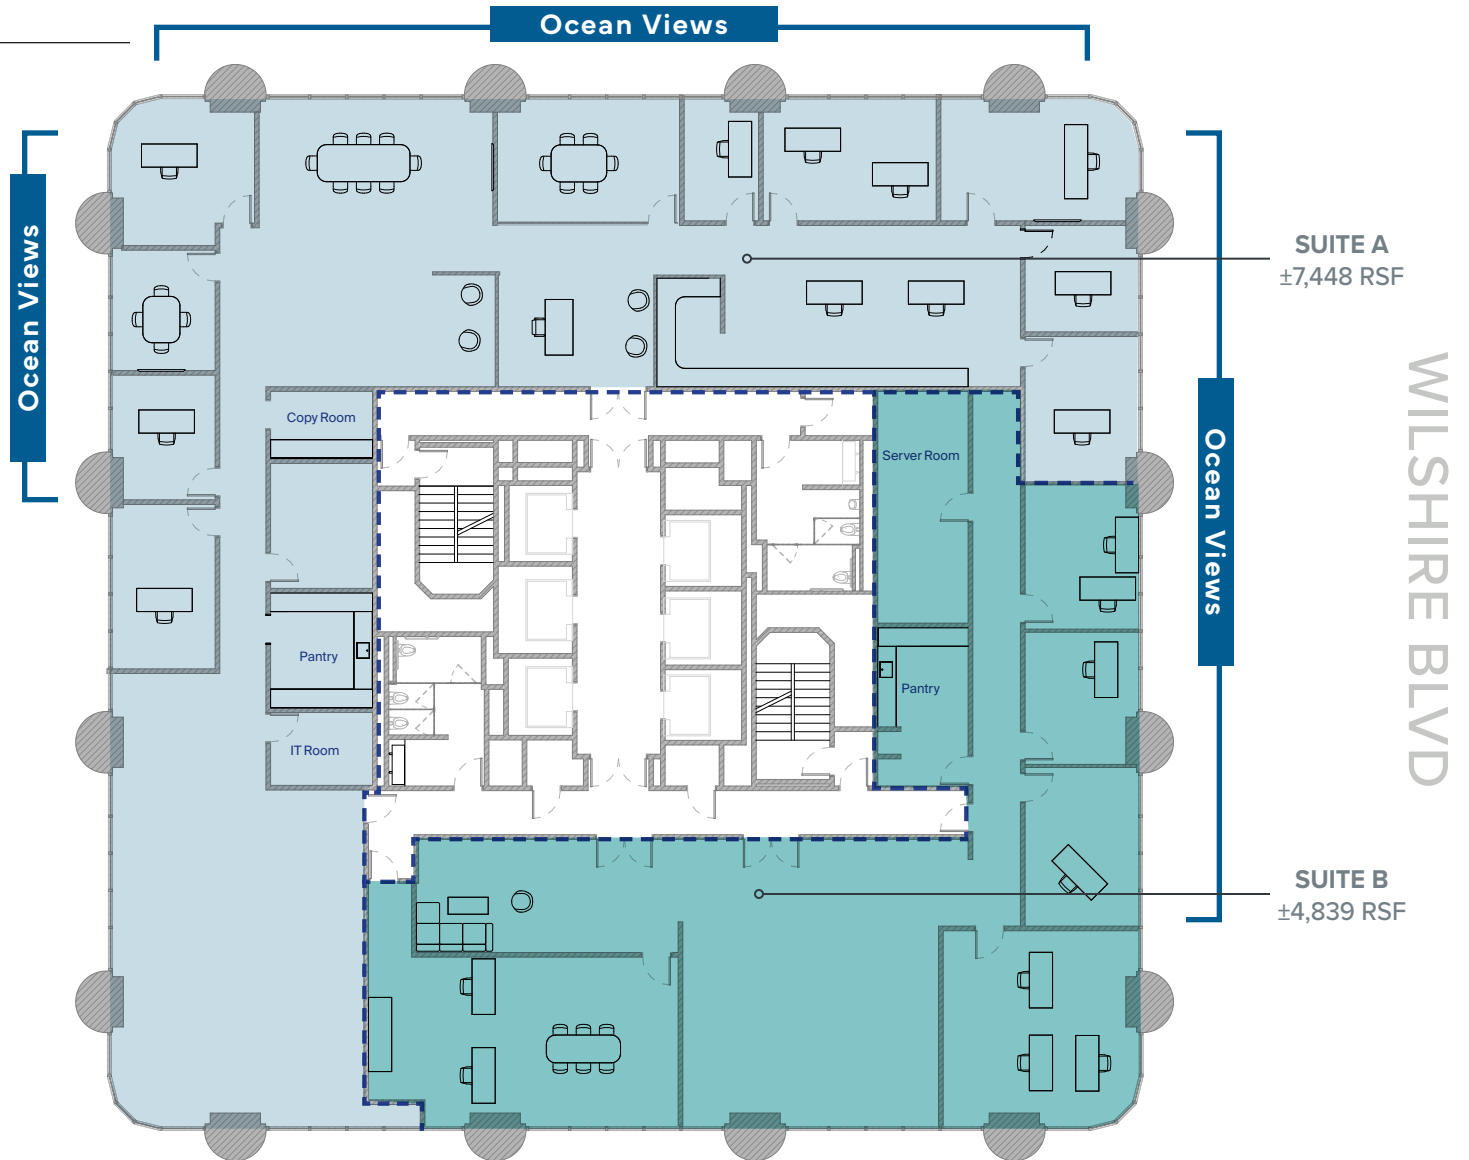 Ocean Views
Ocean Views
SUITE A
±7,448 RSF
WILSHIRE BLVD
Copy Room
Server Room
Ocean Views
Pantry
Pantry
IT Room
SUITE B
±4,839 RSF